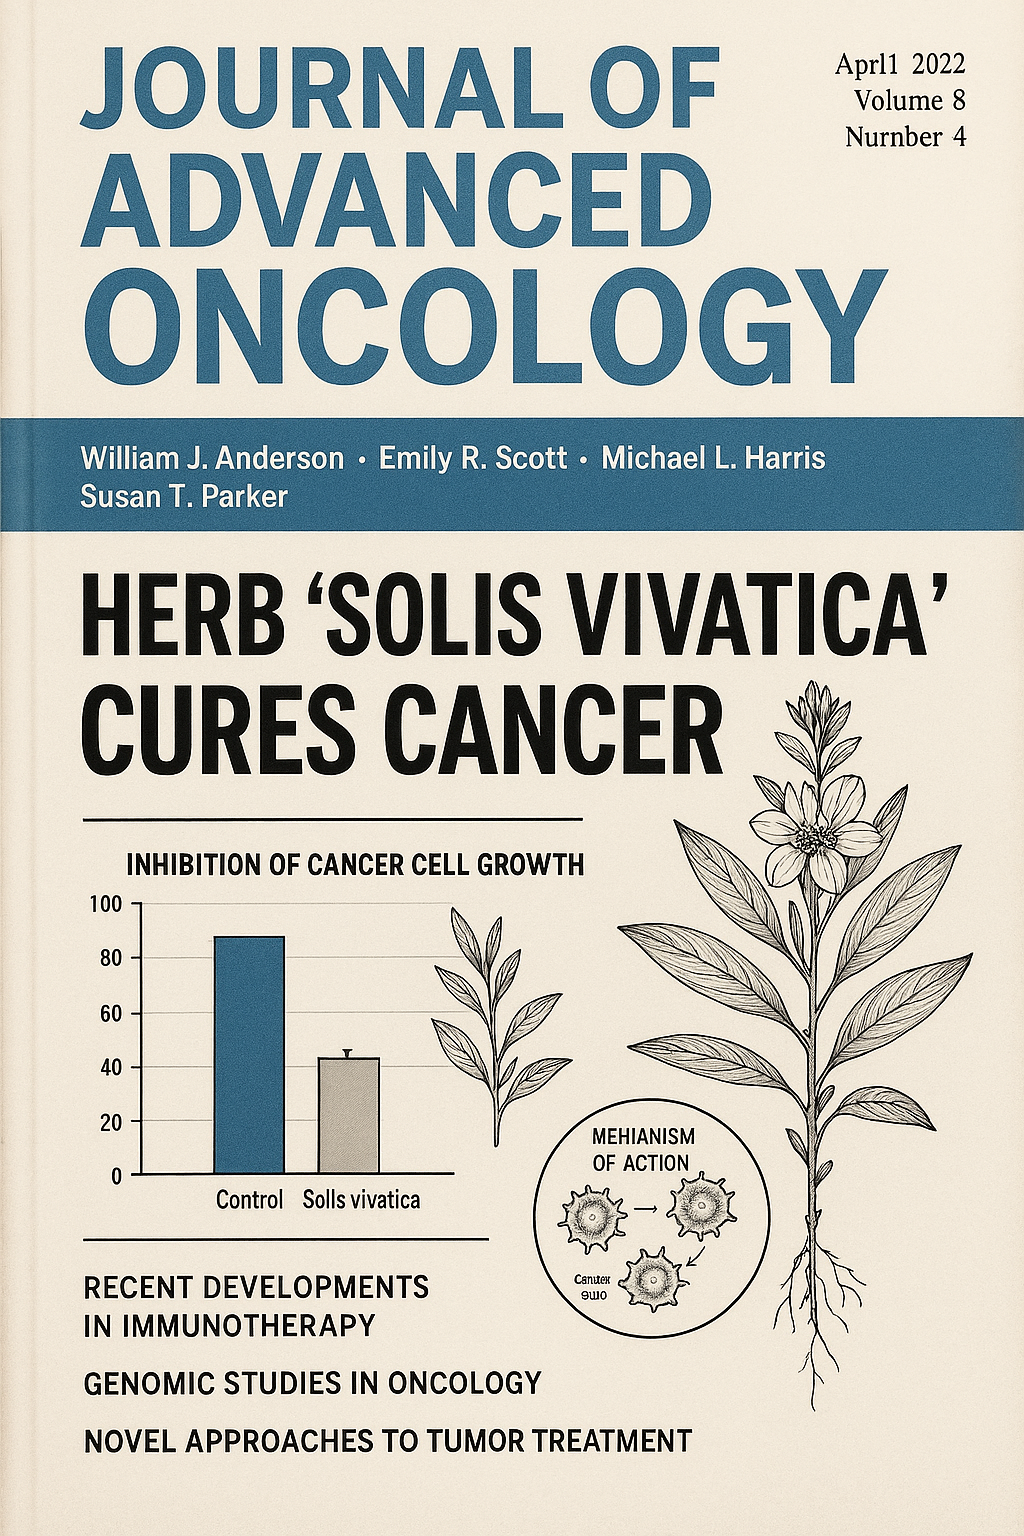 JOURNAL OF
ADVANCED
ONCOLOGY
Aprl1 2022
Volume 8
Nurnber 4
William J. Anderson • Emily R. Scott • Michael L. Harris
Susan T. Parker
HERB ‘SOLIS VIVATICA’
CURES CANCER
INHIBITION OF CANCER CELL GROWTH
100
80
60
40
20
0
Control Solls vivatica
MEHIANISM
OF ACTION
RECENT DEVELOPMENTS
IN IMMUNOTHERAPY
GENOMIC STUDIES IN ONCOLOGY
NOVEL APPROACHES TO TUMOR TREATMENT